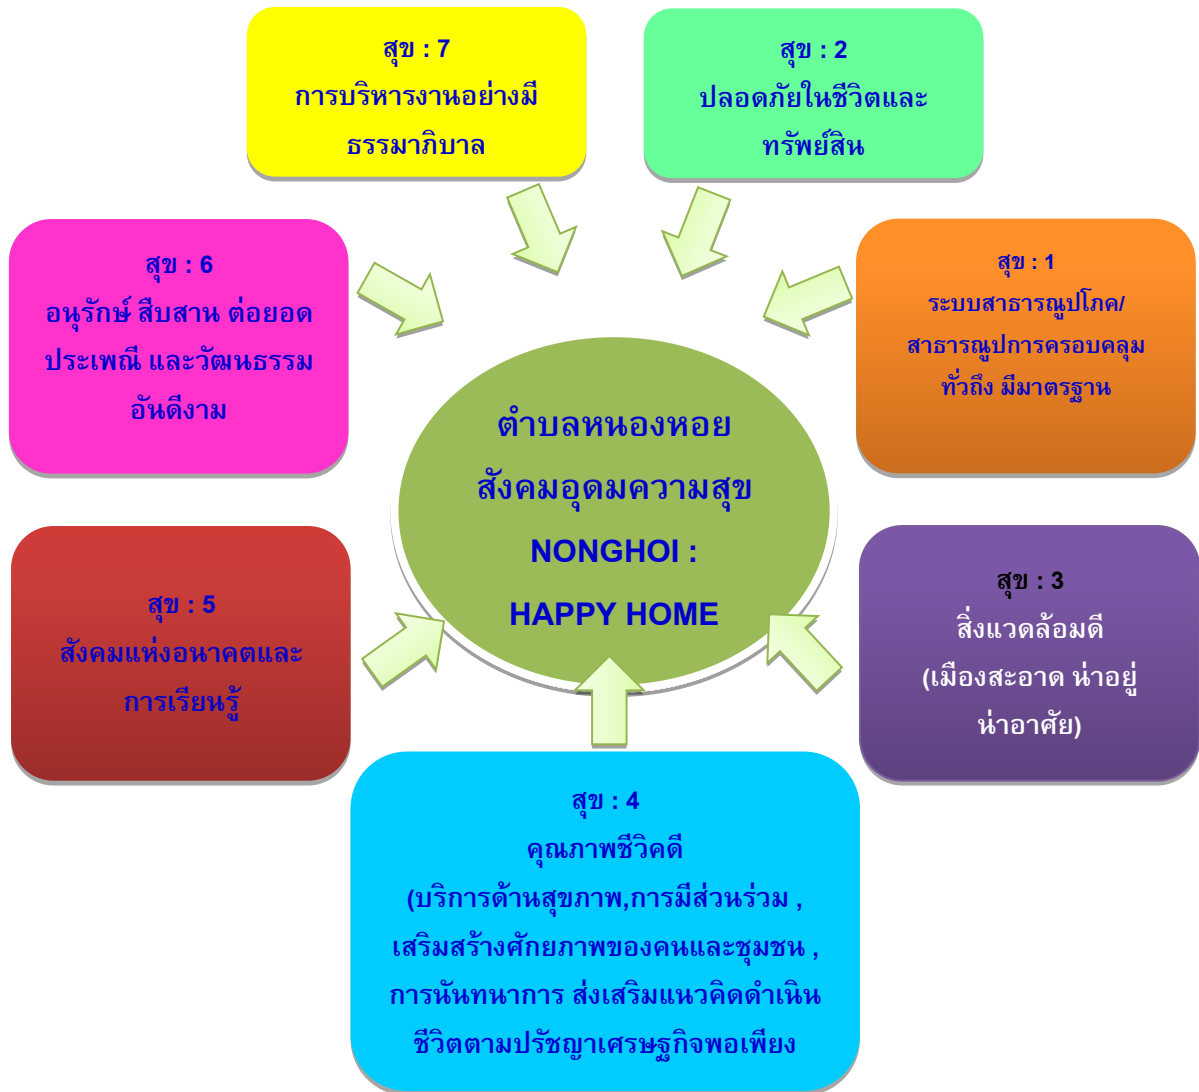 สุข : 7
การบริหารงานอย่างมี
ธรรมาภิบาล
สุข : 2
ปลอดภัยในชีวิตและ
ทรัพย์สิน
สุข : 6
อนุรักษ์ สืบสาน ต่อยอด
ประเพณี และวัฒนธรรม
อันดีงาม
สุข : 1
ระบบสาธารณูปโภค/
สาธารณูปการครอบคลุม
ทั่วถึง มีมาตรฐาน
ตำบลหนองหอย
สังคมอุดมความสุข
NONGHOI :
HAPPY HOME
สุข : 5
สังคมแห่งอนาคตและ
การเรียนรู้
สุข : 3
สิ่งแวดล้อมดี
(เมืองสะอาด น่าอยู่
น่าอาศัย)
สุข : 4
คุณภาพชีวิคดี
(บริการด้านสุขภาพ,การมีส่วนร่วม ,
เสริมสร้างศักยภาพของคนและชุมชน ,
การนันทนาการ ส่งเสริมแนวคิดดำเนิน
ชีวิตตามปรัชญาเศรษฐกิจพอเพียง